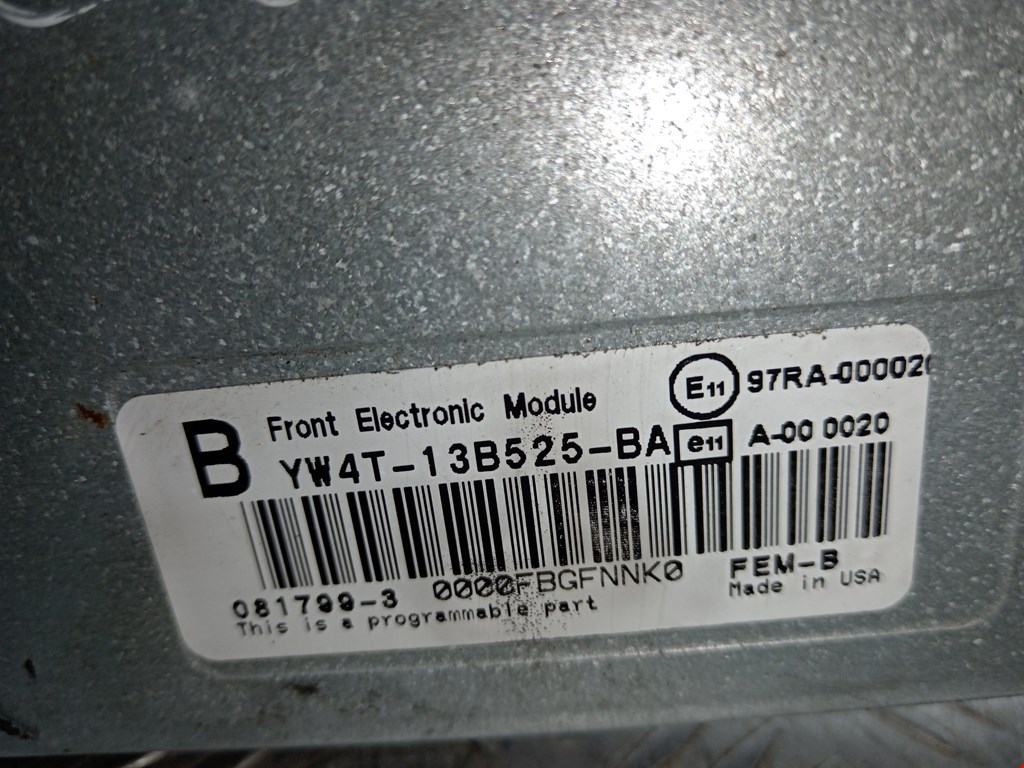 B
Front Electronic Module
E11 97RA-000020
YW4T-13B525-BA
e11 A-00 0020
0000FBGFNNK0
FEM-B
081799-3
Made in USA
This is a programmable part